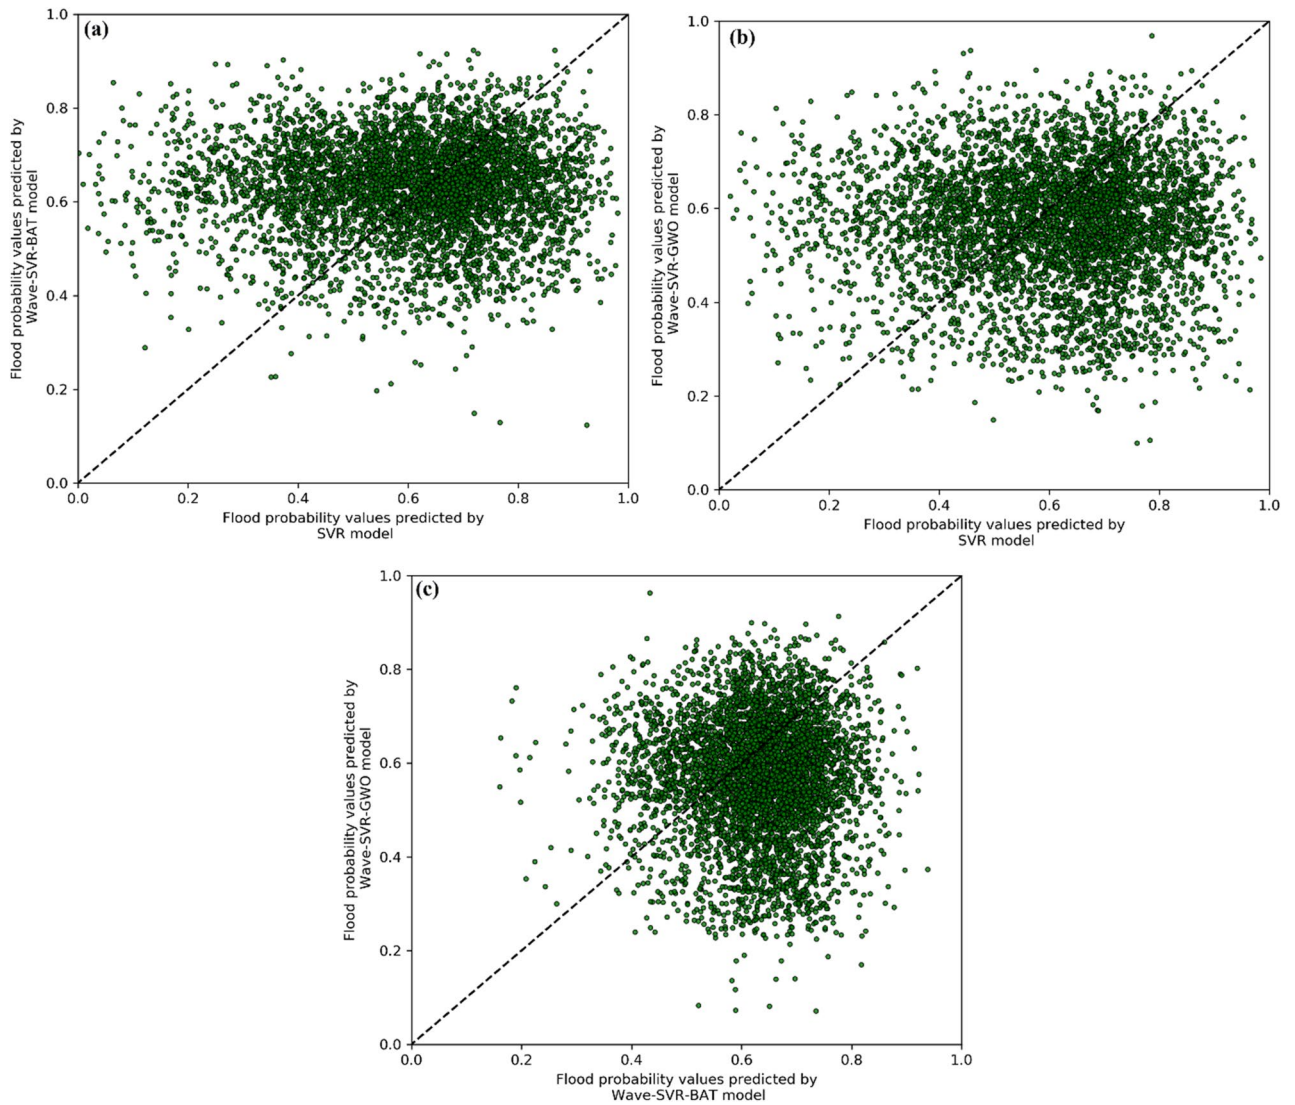 (a)
1.0
0.8
0.6
0.4
0.2
0.0
Flood probability values predicted by
Wave-SVR-BAT model
0.0 0.2 0.4 0.6 0.8 1.0
Flood probability values predicted by
SVR model
(b)
1.0
0.8
0.6
0.4
0.2
0.0
Flood probability values predicted by
Wave-SVR-GWO model
0.0 0.2 0.4 0.6 0.8 1.0
Flood probability values predicted by
SVR model
(c)
1.0
0.8
0.6
0.4
0.2
0.0
Flood probability values predicted by
Wave-SVR-GWO model
0.0 0.2 0.4 0.6 0.8 1.0
Flood probability values predicted by
Wave-SVR-BAT model